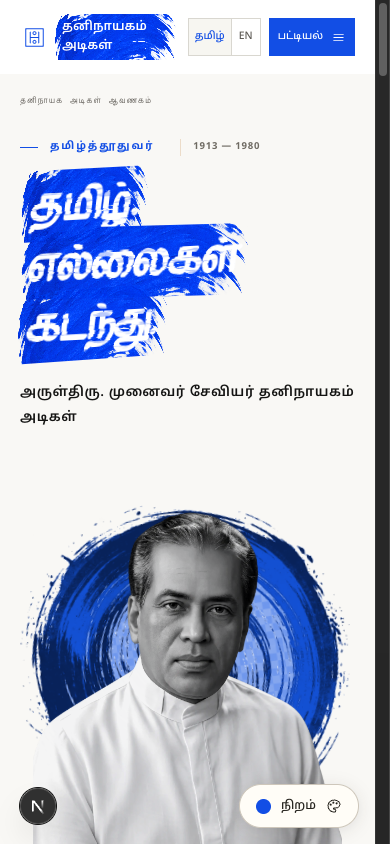 தனிநாயகம்
அடிகள்
தமிழ் EN பட்டியல்
தனிநாயக அடிகள் ஆவணகம்
தமிழ்த்தூதுவர் 1913 — 1980
தமிழ்.
எல்லைகள்
கடந்து.
அருள்திரு. முனைவர் சேவியர் தனிநாயகம்
அடிகள்
N நிறம்